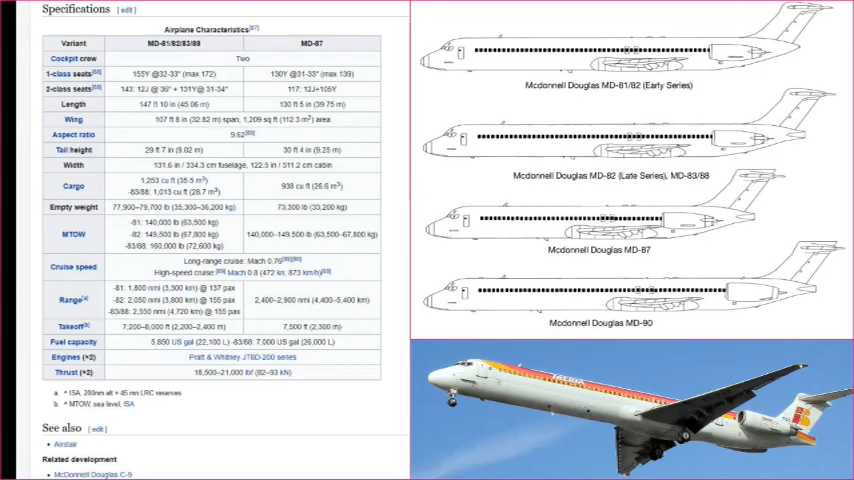 Specifications [ edit ]
Airplane Characteristics[87]
Variant MD-81/82/83/88 MD-87
Cockpit crew Two
1-class seats[88] 155Y @32-33" (max 172) 130Y @31-33" (max 139)
2-class seats[88] 143: 12J @ 36" + 131Y@ 31-34" 117: 12J+105Y
Length 147 ft 10 in (45.06 m) 130 ft 5 in (39.75 m)
Wing 107 ft 8 in (32.82 m) span, 1,209 sq ft (112.3 m²) area
Aspect ratio 9.62[89]
Tail height 29 ft 7 in (9.02 m) 30 ft 4 in (9.25 m)
Width 131.6 in / 334.3 cm fuselage, 122.5 in / 311.2 cm cabin
Cargo 1,253 cu ft (35.5 m³) 938 cu ft (26.6 m³)
-83/88: 1,013 cu ft (28.7 m³)
Empty weight 77,900–79,700 lb (35,300–36,200 kg) 73,300 lb (33,200 kg)
MTOW -81: 140,000 lb (63,500 kg) 140,000–149,500 lb (63,500–67,800 kg)
-82: 149,500 lb (67,800 kg)
-83/88: 160,000 lb (72,600 kg)
Cruise speed Long-range cruise: Mach 0.76
High-speed cruise: Mach 0.8 (472 kn; 873 km/h)
Range[a] -81: 1,800 nmi (3,300 km) @ 137 pax 2,400–2,900 nmi (4,400–5,400 km)
-82: 2,050 nmi (3,800 km) @ 155 pax
-83/88: 2,550 nmi (4,720 km) @ 155 pax
Takeoff[b] 7,200–8,000 ft (2,200–2,400 m) 7,500 ft (2,300 m)
Fuel capacity 5,850 US gal (22,100 L) -83/88: 7,000 US gal (26,000 L)
Engines (×2) Pratt & Whitney JT8D-200 series
Thrust (×2) 18,500–21,000 lbf (82–93 kN)
a. ^ ISA, 200nm alt + 45 mn LRC reserves
b. ^ MTOW, sea level, ISA
See also [ edit ]
• Airstair
Related development
• McDonnell Douglas C-9
Mcdonnell Douglas MD-81/82 (Early Series)
Mcdonnell Douglas MD-82 (Late Series), MD-83/88
Mcdonnell Douglas MD-87
Mcdonnell Douglas MD-90